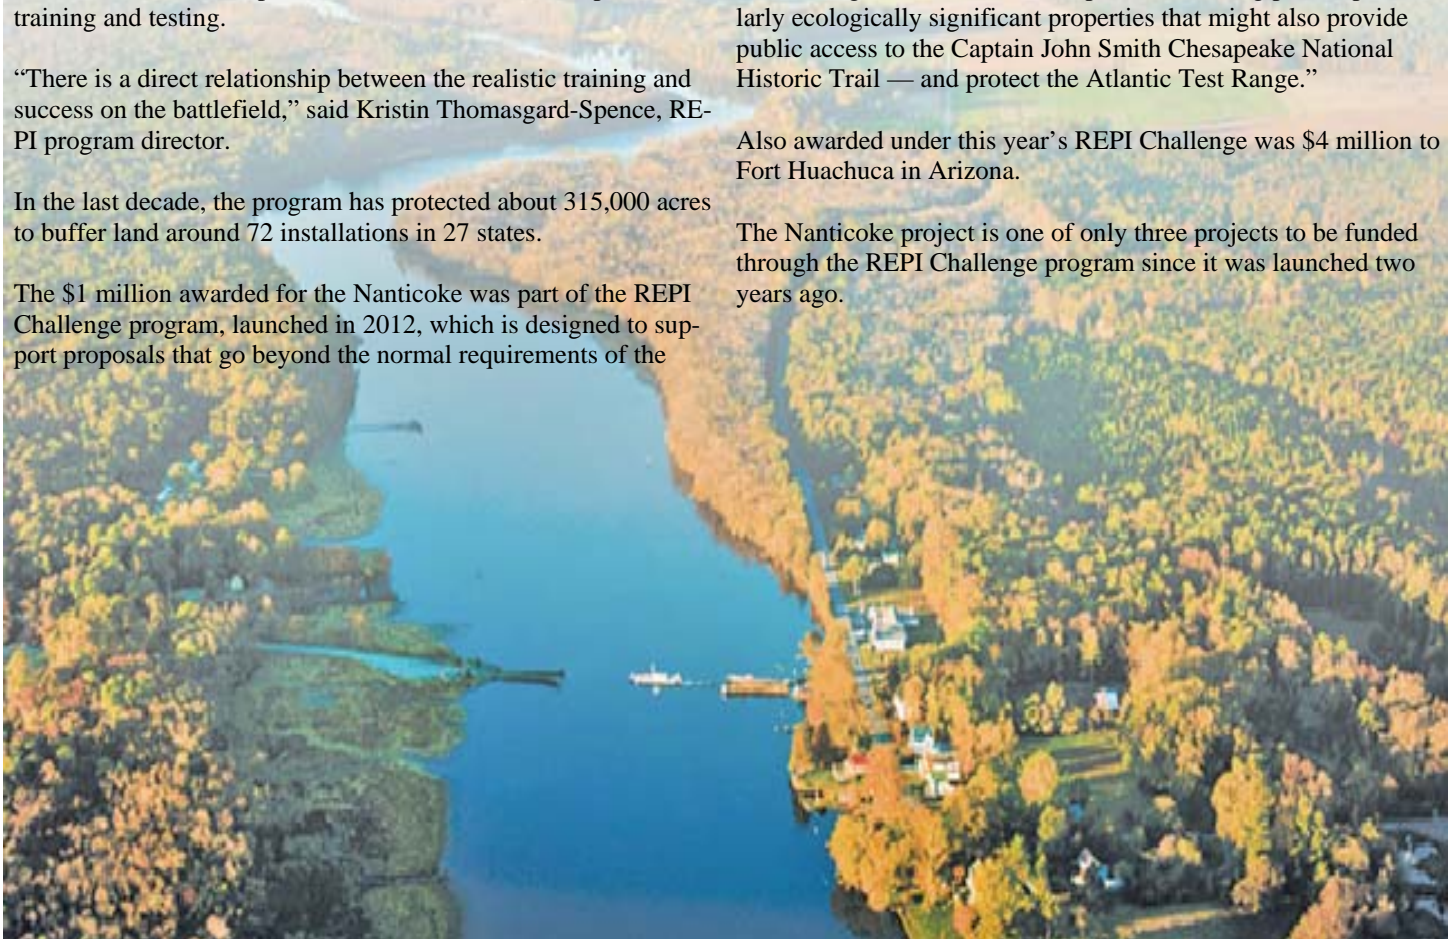 training and testing.
“There is a direct relationship between the realistic training and
success on the battlefield,” said Kristin Thomasgard-Spence, RE-
PI program director.
In the last decade, the program has protected about 315,000 acres
to buffer land around 72 installations in 27 states.
The $1 million awarded for the Nanticoke was part of the REPI
Challenge program, launched in 2012, which is designed to sup-
port proposals that go beyond the normal requirements of the
larly ecologically significant properties that might also provide
public access to the Captain John Smith Chesapeake National
Historic Trail — and protect the Atlantic Test Range.”
Also awarded under this year’s REPI Challenge was $4 million to
Fort Huachuca in Arizona.
The Nanticoke project is one of only three projects to be funded
through the REPI Challenge program since it was launched two
years ago.